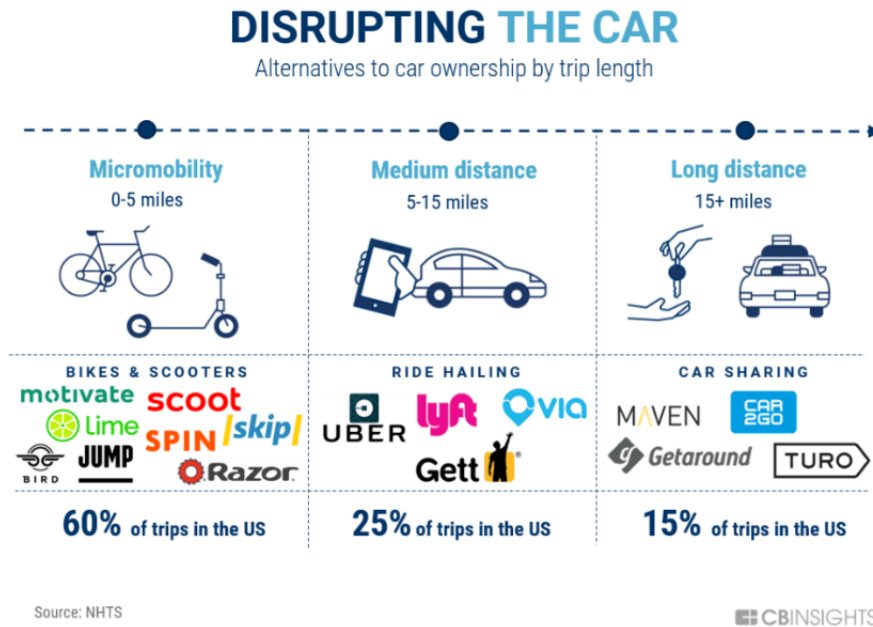 DISRUPTING THE CAR
Alternatives to car ownership by trip length
Micromobility
0-5 miles
Medium distance
5-15 miles
Long distance
15+ miles
BIKES & SCOOTERS
motivate
scoot
Lime
SPIN
|skip|
BIRD
JUMP
Razor
RIDE HAILING
UBER
lyft
VIA
Gett
CAR SHARING
MAVEN
CAR
2GO
Getaround
TURO
60% of trips in the US
25% of trips in the US
15% of trips in the US
Source: NHTS
CBINSIGHTS